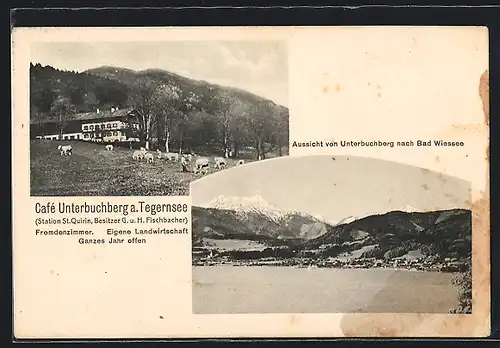 Aussicht von Unterbuchberg nach Bad Wiessee
Café Unterbuchberg a. Tegernsee
(Station St. Quirin, Besitzer G. u. H. Fischbacher)
Fremdenzimmer. Eigene Landwirtschaft
Ganzes Jahr offen